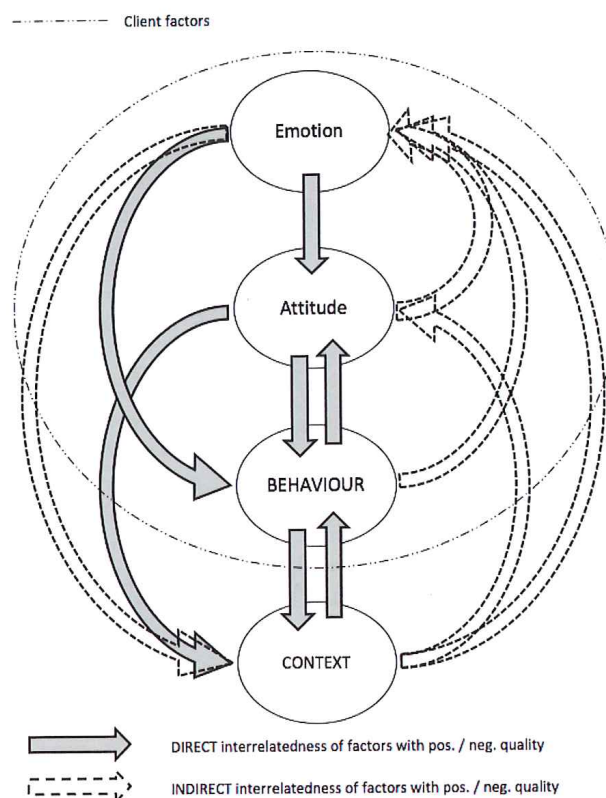 Client factors
Emotion
Attitude
BEHAVIOUR
CONTEXT
DIRECT interrelatedness of factors with pos. / neg. quality
INDIRECT interrelatedness of factors with pos. / neg. quality